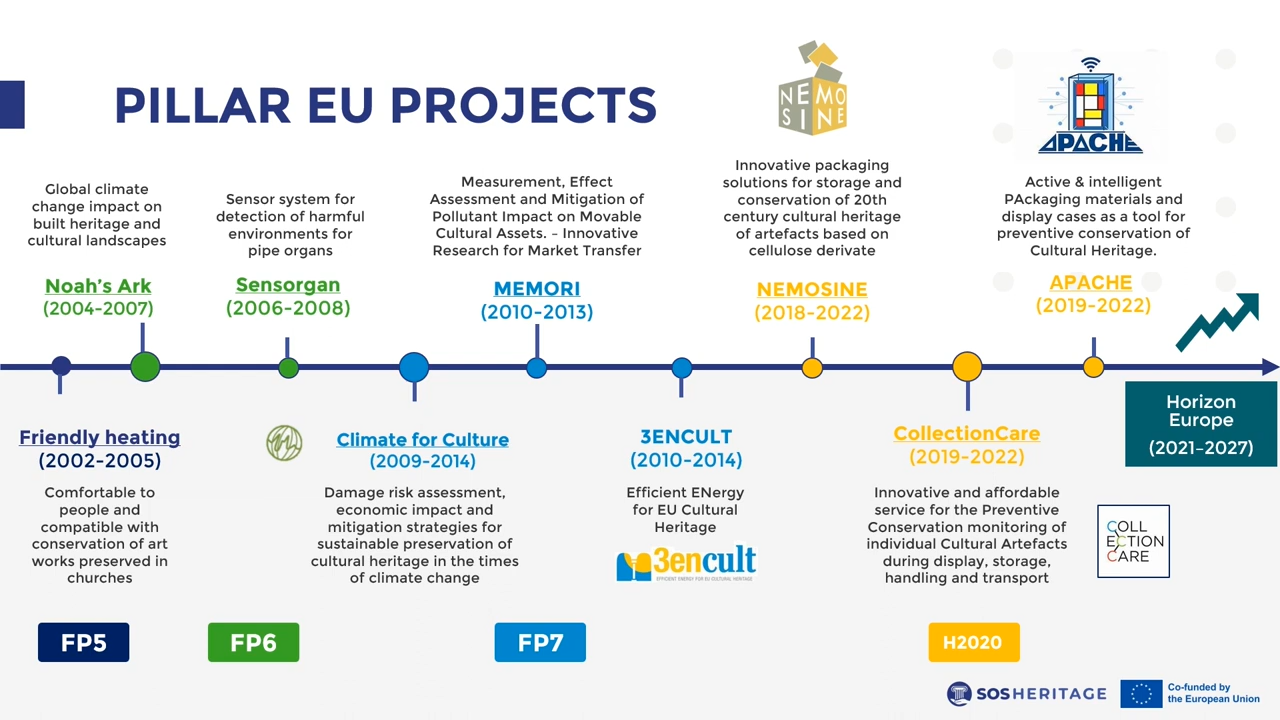 PILLAR EU PROJECTS
NEMO
SINE
APACHE
Global climate
change impact on
built heritage and
cultural landscapes
Noah's Ark
(2004-2007)
Sensor system for
detection of harmful
environments for
pipe organs
Sensorgan
(2006-2008)
Measurement, Effect
Assessment and Mitigation of
Pollutant Impact on Movable
Cultural Assets. – Innovative
Research for Market Transfer
MEMORI
(2010-2013)
Innovative packaging
solutions for storage and
conservation of 20th
century cultural heritage
of artefacts based on
cellulose derivate
NEMOSINE
(2018-2022)
Active & intelligent
PAckaging materials and
display cases as a tool for
preventive conservation of
Cultural Heritage.
APACHE
(2019-2022)
Horizon
Europe
(2021–2027)
Friendly heating
(2002-2005)
Comfortable to
people and
compatible with
conservation of art
works preserved in
churches
Climate for Culture
(2009-2014)
Damage risk assessment,
economic impact and
mitigation strategies for
sustainable preservation of
cultural heritage in the times
of climate change
3ENCULT
(2010-2014)
Efficient ENergy
for EU Cultural
Heritage
3encult
EFFICIENT ENERGY FOR EU CULTURAL HERITAGE
CollectionCare
(2019-2022)
Innovative and affordable
service for the Preventive
Conservation monitoring of
individual Cultural Artefacts
during display, storage,
handling and transport
COLL
ECTION
CARE
FP5
FP6
FP7
H2020
SOSHERITAGE
Co-funded by
the European Union